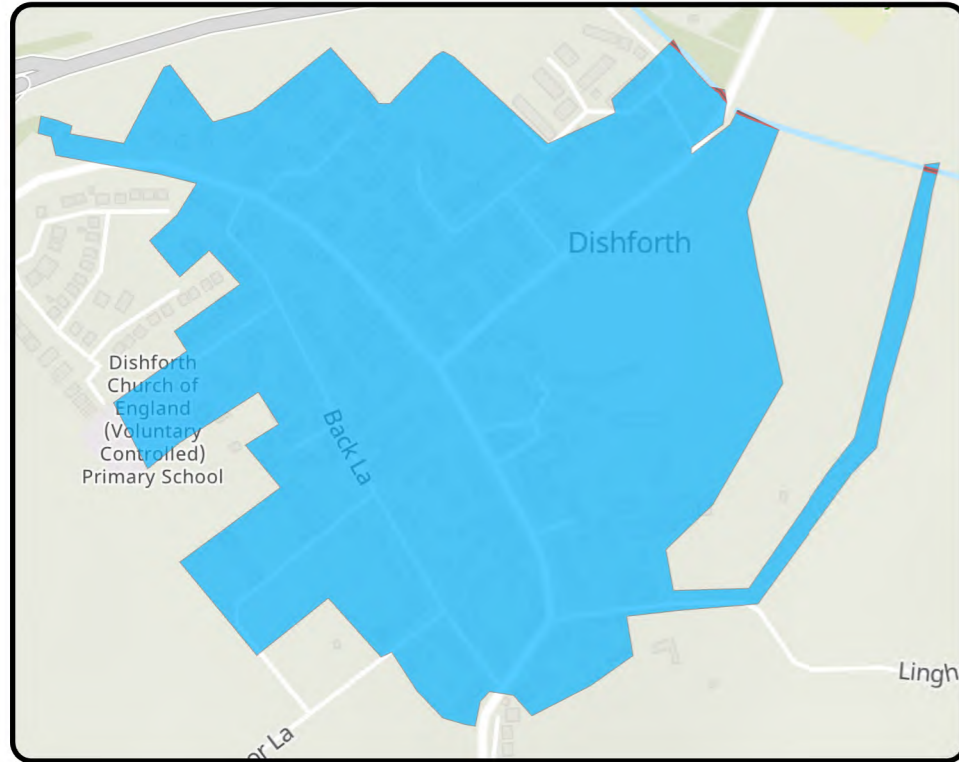 Dishforth
Dishforth
Church of
England
(Voluntary
Controlled)
Primary School
Back La
Lingh
or La